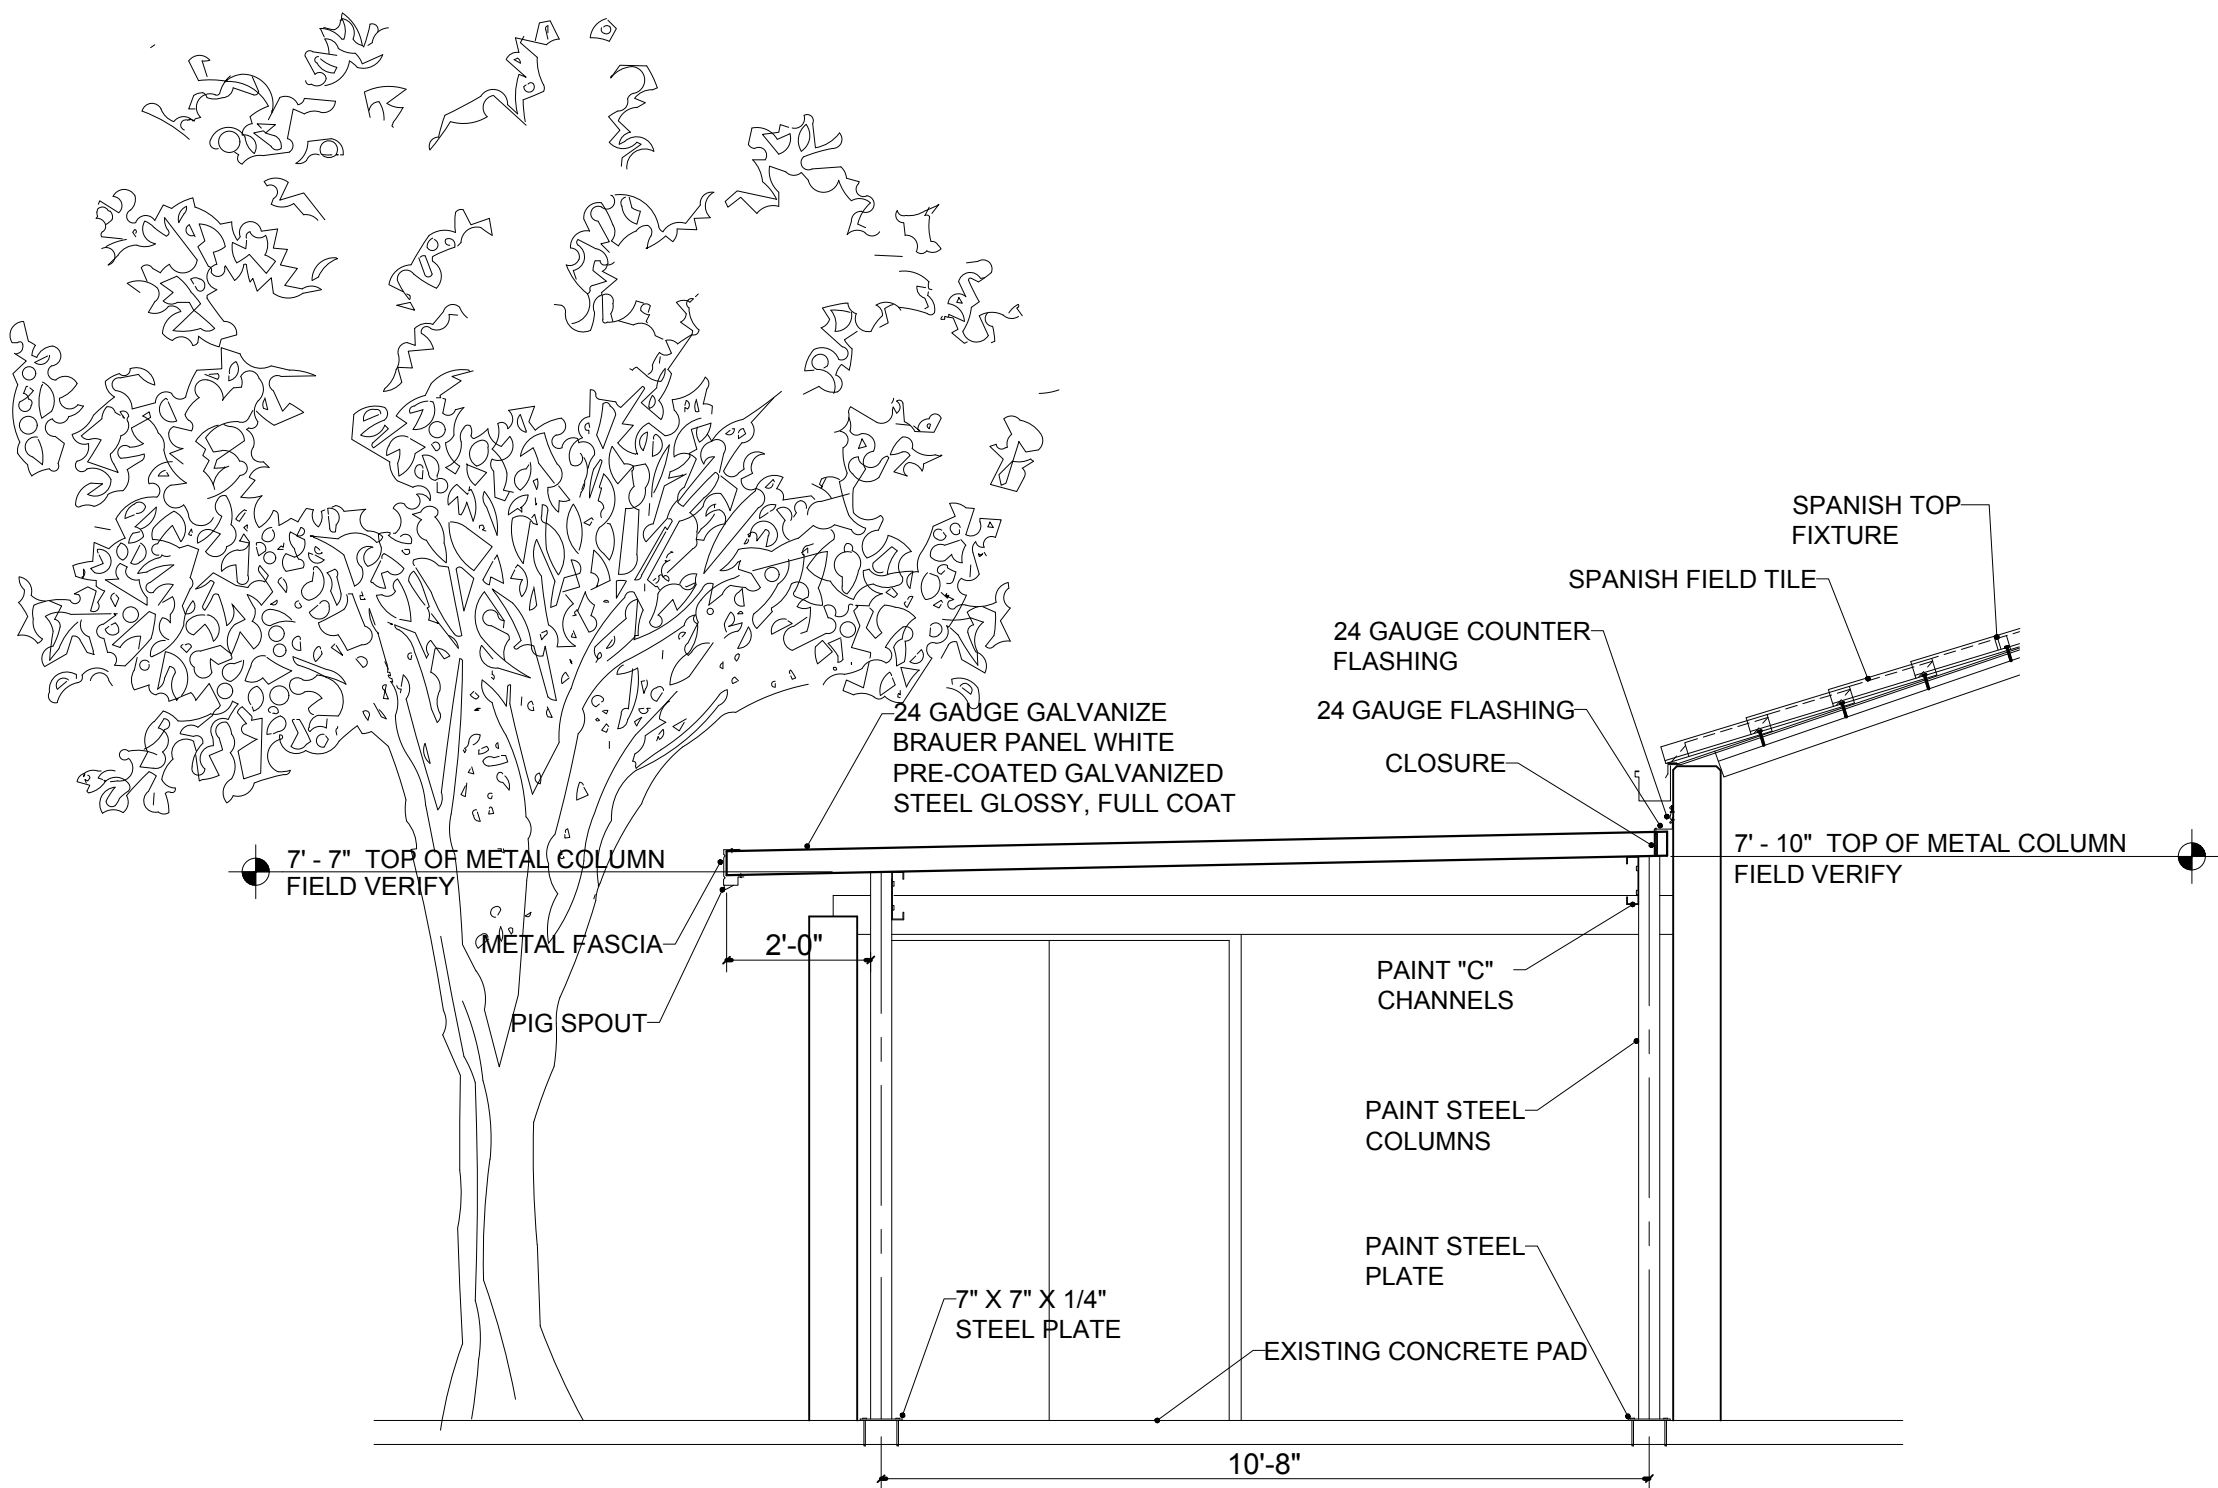 SPANISH TOP
FIXTURE
SPANISH FIELD TILE
24 GAUGE COUNTER
FLASHING
24 GAUGE FLASHING
CLOSURE
24 GAUGE GALVANIZE
BRAUER PANEL WHITE
PRE-COATED GALVANIZED
STEEL GLOSSY, FULL COAT
7' - 7" TOP OF METAL COLUMN
FIELD VERIFY
7' - 10" TOP OF METAL COLUMN
FIELD VERIFY
METAL FASCIA
2'-0"
PIG SPOUT
PAINT "C"
CHANNELS
PAINT STEEL
COLUMNS
PAINT STEEL
PLATE
7" X 7" X 1/4"
STEEL PLATE
EXISTING CONCRETE PAD
10'-8"